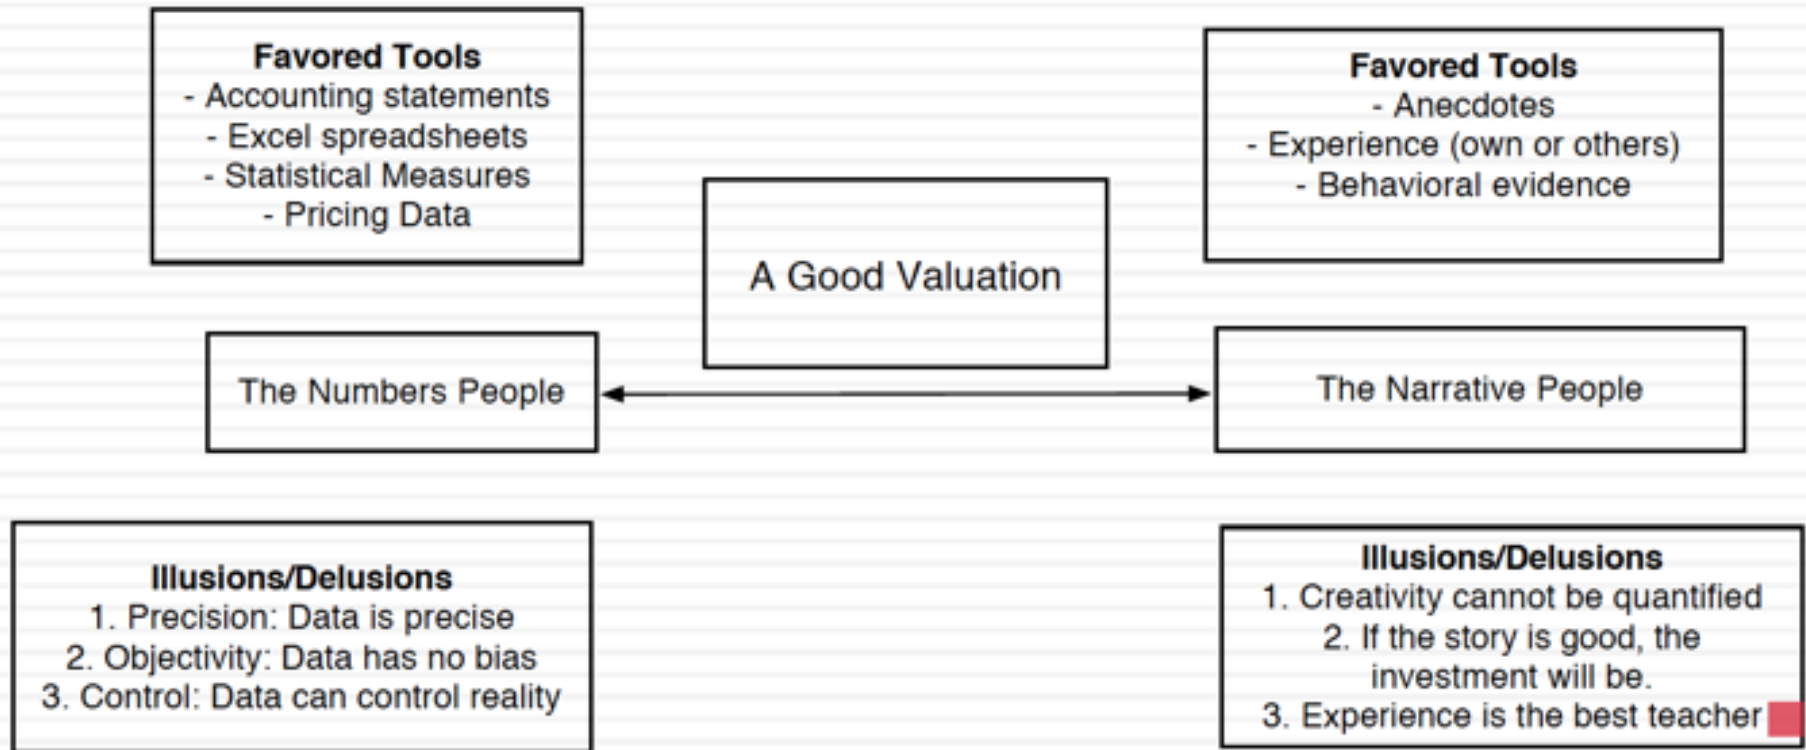 Favored Tools
- Accounting statements
- Excel spreadsheets
- Statistical Measures
- Pricing Data
Favored Tools
- Anecdotes
- Experience (own or others)
- Behavioral evidence
A Good Valuation
The Numbers People
The Narrative People
Illusions/Delusions
1. Precision: Data is precise
2. Objectivity: Data has no bias
3. Control: Data can control reality
Illusions/Delusions
1. Creativity cannot be quantified
2. If the story is good, the
investment will be.
3. Experience is the best teacher